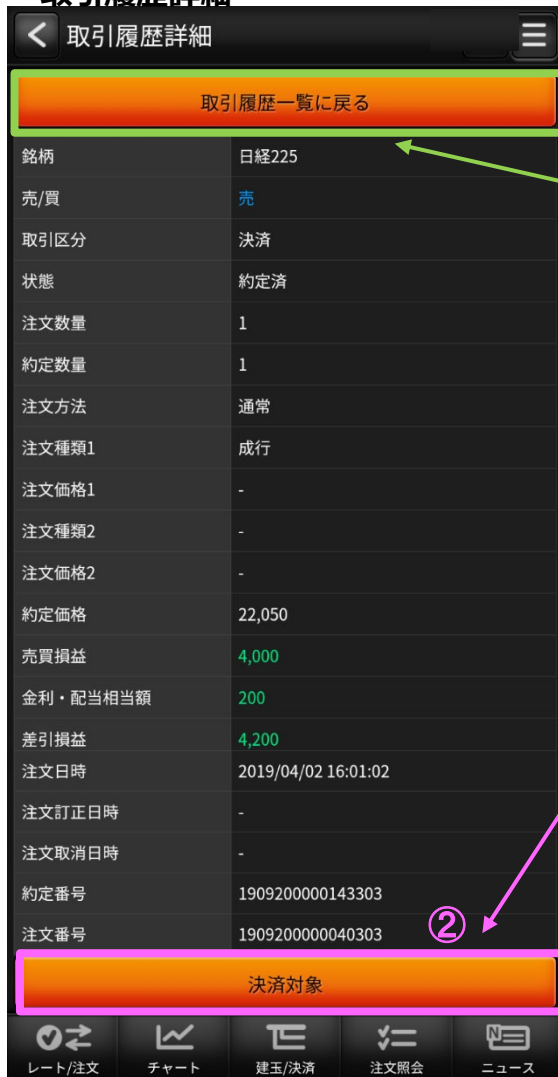 取引履歴詳細
取引履歴詳細
取引履歴一覧に戻る
銘柄 日経225
売/買 売
取引区分 決済
状態 約定済
注文数量 1
約定数量 1
注文方法 通常
注文種類1 成行
注文価格1 -
注文種類2 -
注文価格2 -
約定価格 22,050
売買損益 4,000
金利・配当相当額 200
差引損益 4,200
注文日時 2019/04/02 16:01:02
注文訂正日時 -
注文取消日時 -
約定番号 1909200000143303
注文番号 1909200000040303
②
決済対象
レート/注文 チャート 建玉/決済 注文照会 ニュース